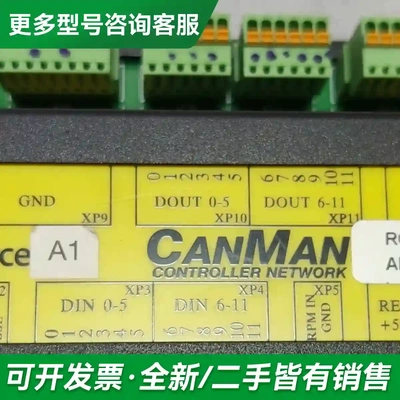 更多型号咨询客服
GND
XP9
0 1 2 3 4 5
DOUT 0-5
XP10
6 7 8 9 10 11
DOUT 6-11
XP11
ce
A1
CANMAN
CONTROLLER NETWORK
XP3
DIN 0-5
0 1 2 3 4 5
XP4
DIN 6-11
6 7 8 9 10 11
XP5
RPM IN
GND
RE
+5
可开发票·全新/二手皆有销售